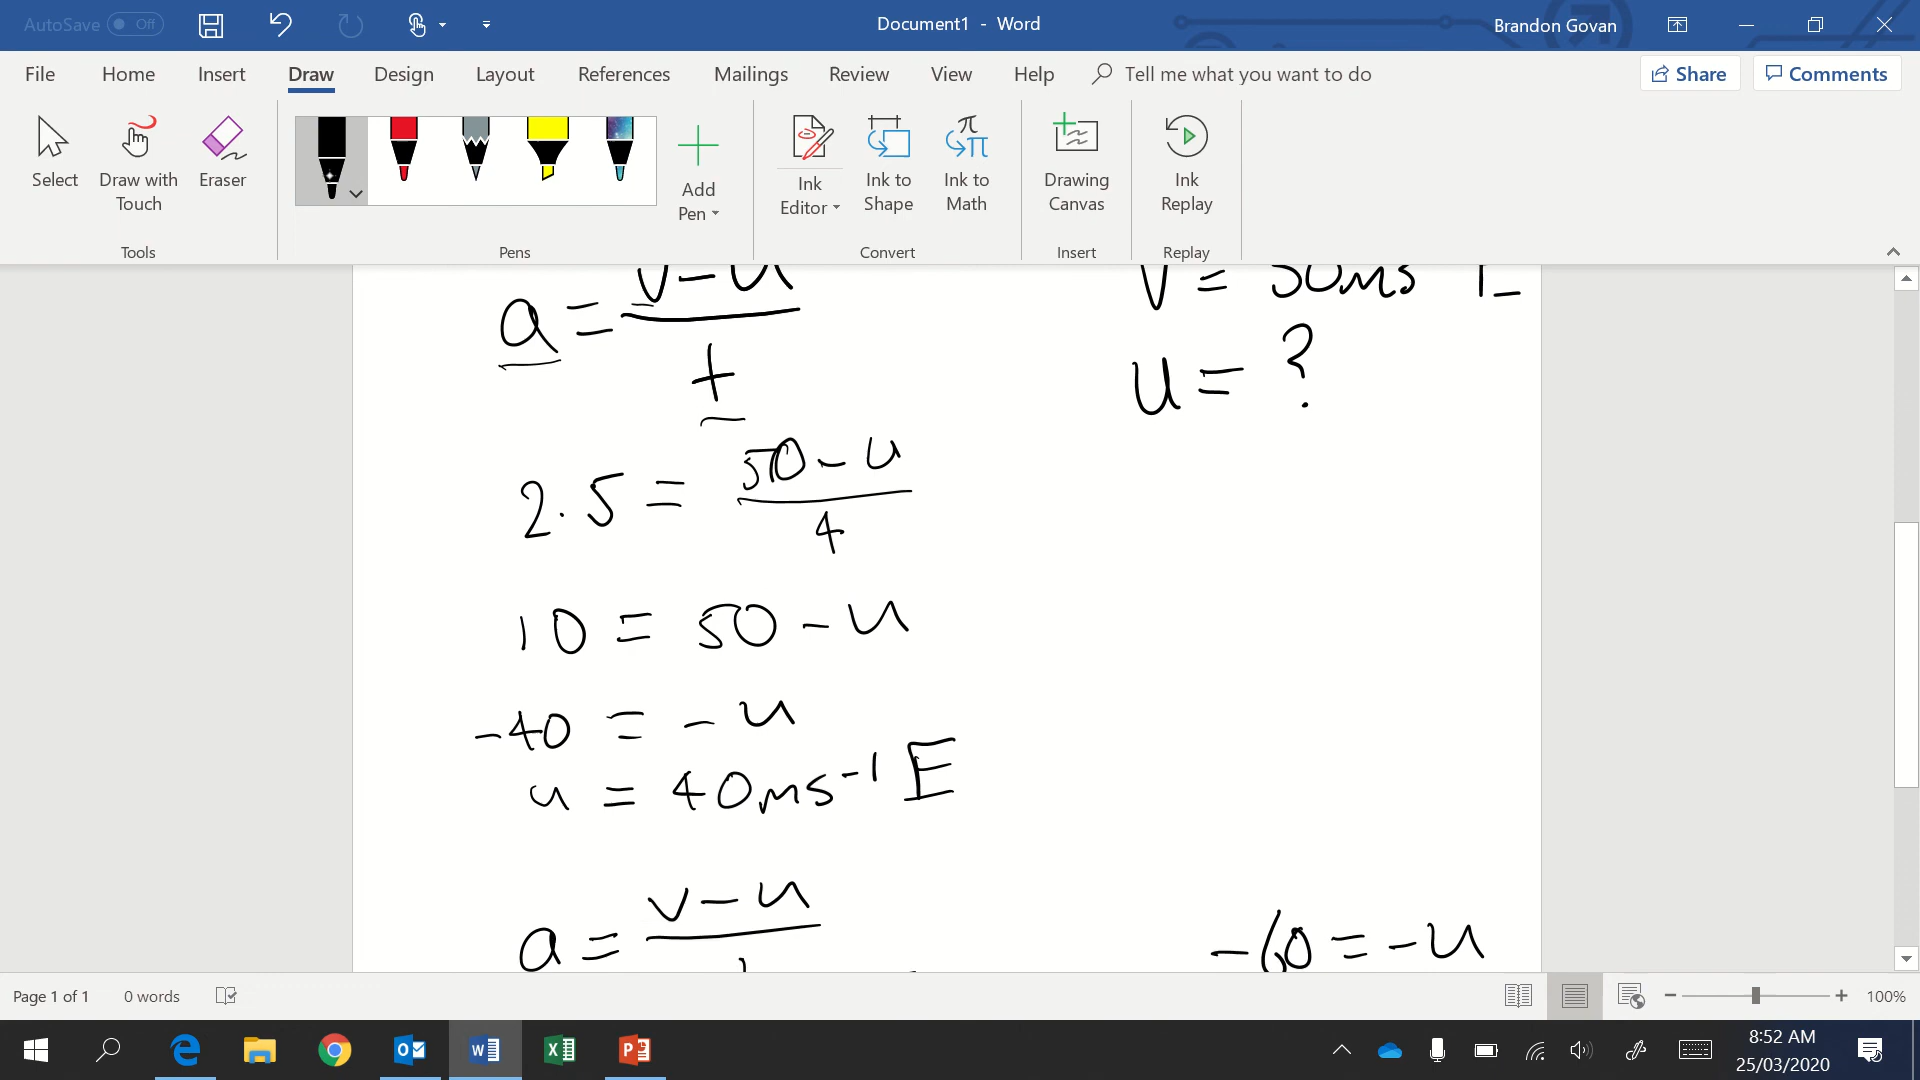 AutoSave Off
Document1 - Word
Brandon Govan
File Home Insert Draw Design Layout References Mailings Review View Help Tell me what you want to do
Share Comments
Select
Draw with Touch
Eraser
Add Pen
Ink Editor
Ink to Shape
Ink to Math
Drawing Canvas
Ink Replay
Tools Pens Convert Insert Replay
a = v - u
t
v = 50ms
u = ?
2.5 = 50 - u
4
10 = 50 - u
-40 = -u
u = 40ms⁻¹ E
a = v - u
-60 = -u
Page 1 of 1 0 words
100%
8:52 AM
25/03/2020